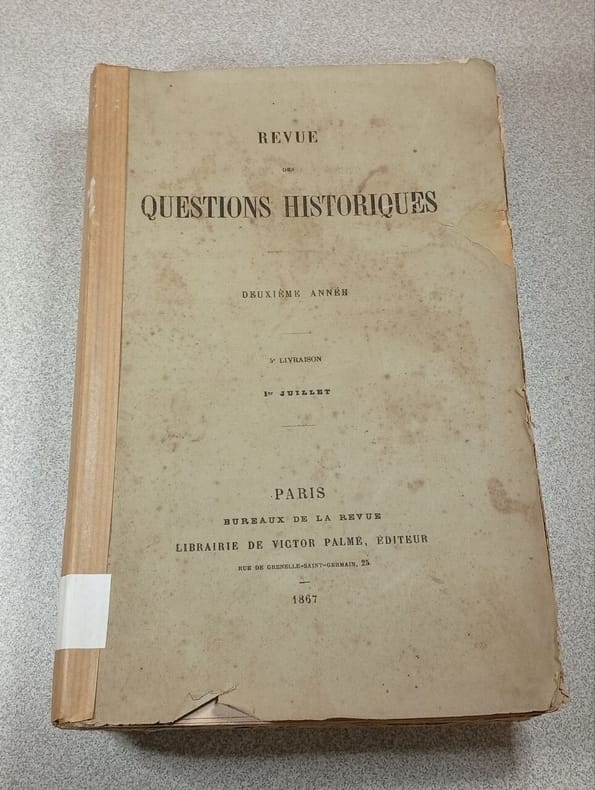 REVUE
DES
QUESTIONS HISTORIQUES
DEUXIÈME ANNÉE
5e LIVRAISON
1er JUILLET
PARIS
BUREAUX DE LA REVUE
LIBRAIRIE DE VICTOR PALMÉ, ÉDITEUR
RUE DE GRENELLE-SAINT-GERMAIN, 25
1867